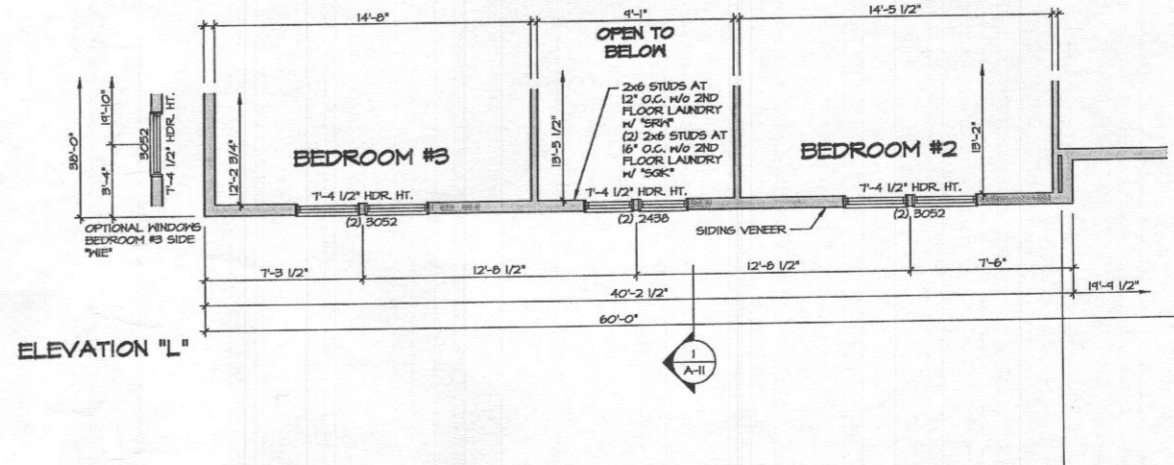 14'-8"
9'-1"
14'-5 1/2"
OPEN TO
BELOW
2x6 STUDS AT
12" O.C. W/O 2ND
FLOOR LAUNDRY
W/ "SRW"
(2) 2x6 STUDS AT
16" O.C. W/O 2ND
FLOOR LAUNDRY
W/ "SGK"
38'-0"
19'-10"
3'-4"
3052
7'-4 1/2" HDR. HT.
12'-2 3/4"
BEDROOM #3
13'-5 1/2"
BEDROOM #2
13'-2"
7'-4 1/2" HDR. HT.
7'-4 1/2" HDR. HT.
7'-4 1/2" HDR. HT.
(2) 3052
(2) 2438
(2) 3052
OPTIONAL WINDOWS
BEDROOM #3 SIDE
"WIE"
SIDING VENEER
7'-3 1/2"
12'-8 1/2"
12'-8 1/2"
7'-6"
40'-2 1/2"
19'-9 1/2"
60'-0"
ELEVATION "L"
1
A-11